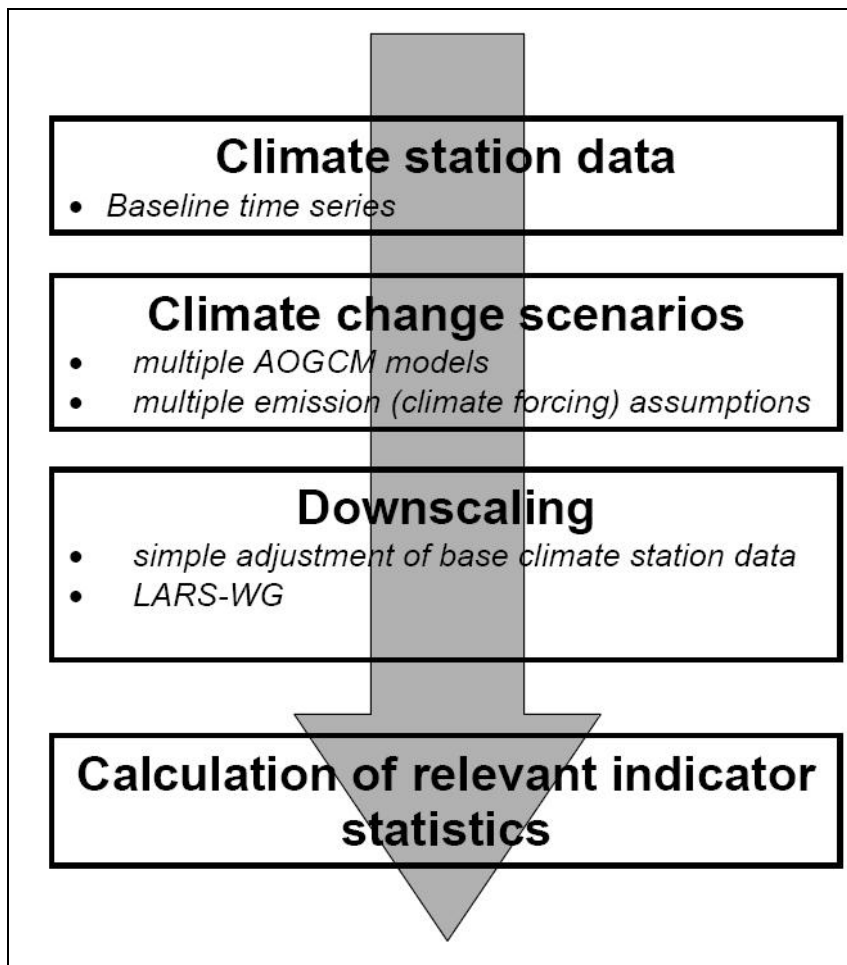 Climate station data
• Baseline time series
Climate change scenarios
• multiple AOGCM models
• multiple emission (climate forcing) assumptions
Downscaling
• simple adjustment of base climate station data
• LARS-WG
Calculation of relevant indicator
statistics